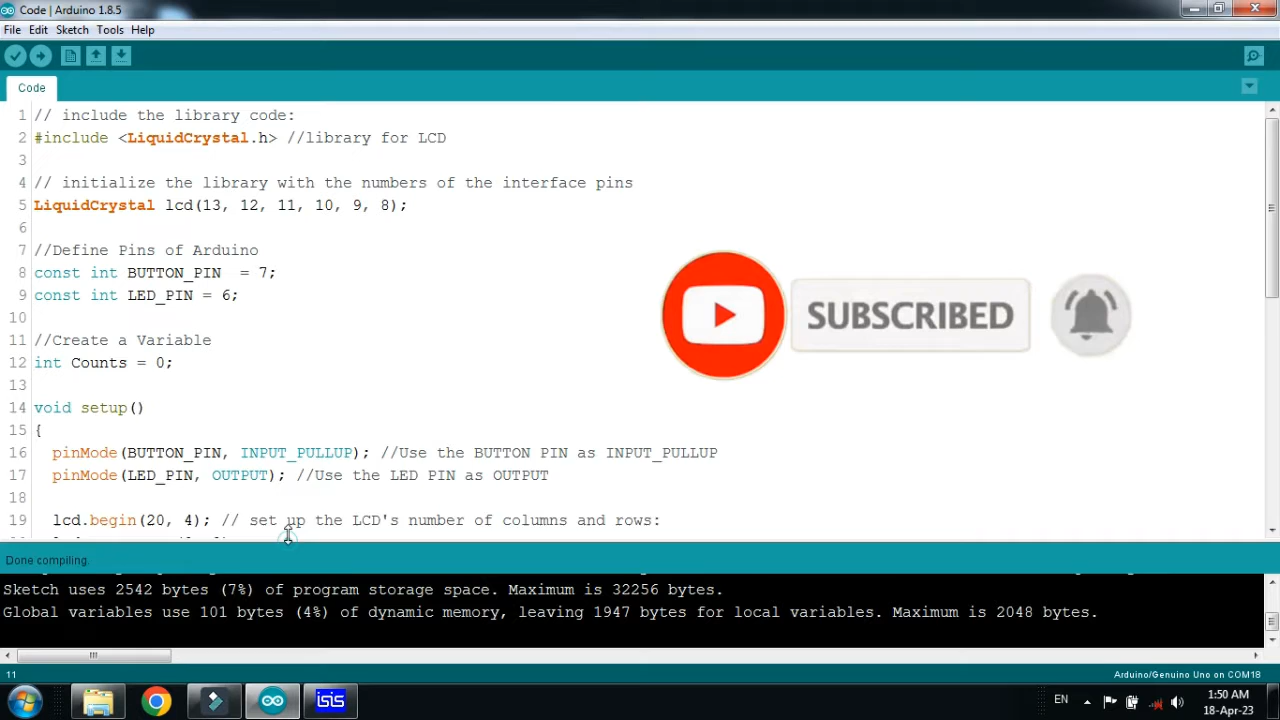 Code | Arduino 1.8.5
File Edit Sketch Tools Help
Code
1 // include the library code:
2 #include <LiquidCrystal.h> //library for LCD
3
4 // initialize the library with the numbers of the interface pins
5 LiquidCrystal lcd(13, 12, 11, 10, 9, 8);
6
7 //Define Pins of Arduino
8 const int BUTTON_PIN  = 7;
9 const int LED_PIN = 6;
10
11 //Create a Variable
12 int Counts = 0;
13
14 void setup()
15 {
16   pinMode(BUTTON_PIN, INPUT_PULLUP); //Use the BUTTON PIN as INPUT_PULLUP
17   pinMode(LED_PIN, OUTPUT); //Use the LED PIN as OUTPUT
18
19   lcd.begin(20, 4); // set up the LCD's number of columns and rows:
SUBSCRIBED
Done compiling.
Sketch uses 2542 bytes (7%) of program storage space. Maximum is 32256 bytes.
Global variables use 101 bytes (4%) of dynamic memory, leaving 1947 bytes for local variables. Maximum is 2048 bytes.
11
Arduino/Genuino Uno on COM18
isis
EN
1:50 AM
18-Apr-23